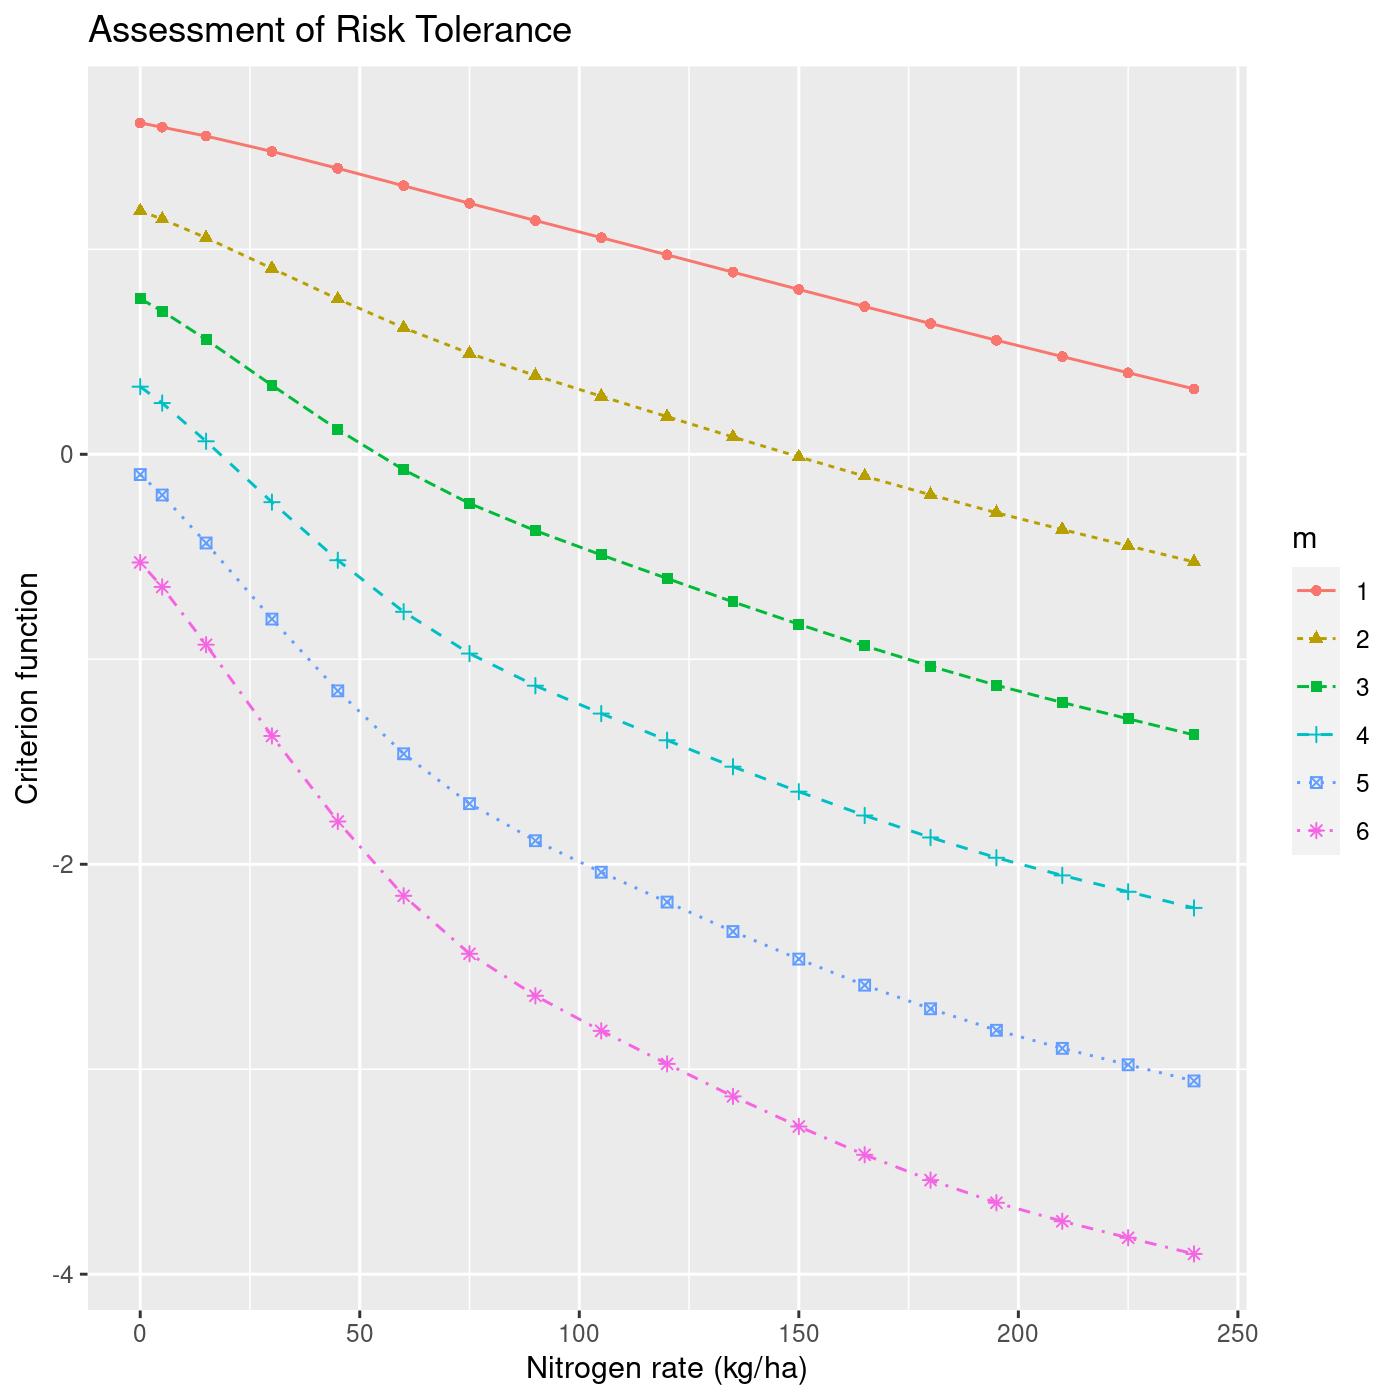 Assessment of Risk Tolerance
Criterion function
0
-2
-4
0 50 100 150 200 250
Nitrogen rate (kg/ha)
m
1
2
3
4
5
6